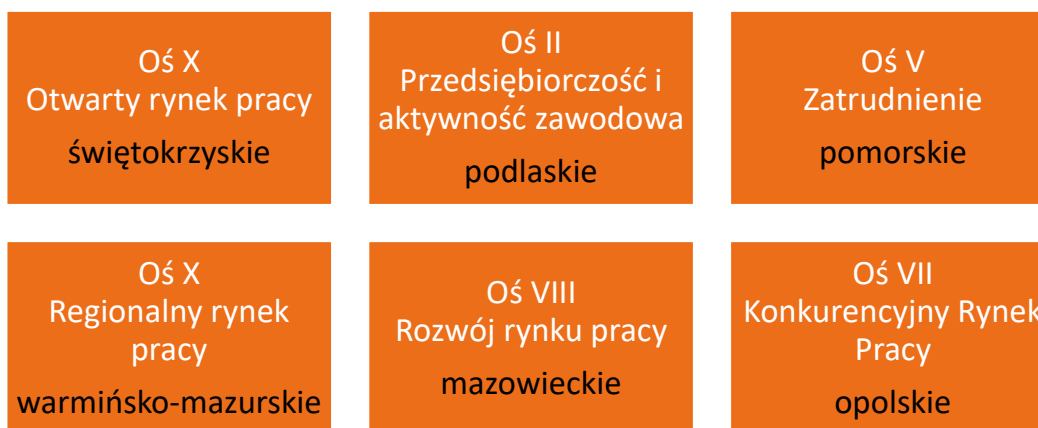 Oś X
Otwarty rynek pracy
świętokrzyskie
Oś II
Przedsiębiorczość i
aktywność zawodowa
podlaskie
Oś V
Zatrudnienie
pomorskie
Oś X
Regionalny rynek
pracy
warmińsko-mazurskie
Oś VIII
Rozwój rynku pracy
mazowieckie
Oś VII
Konkurencyjny Rynek
Pracy
opolskie